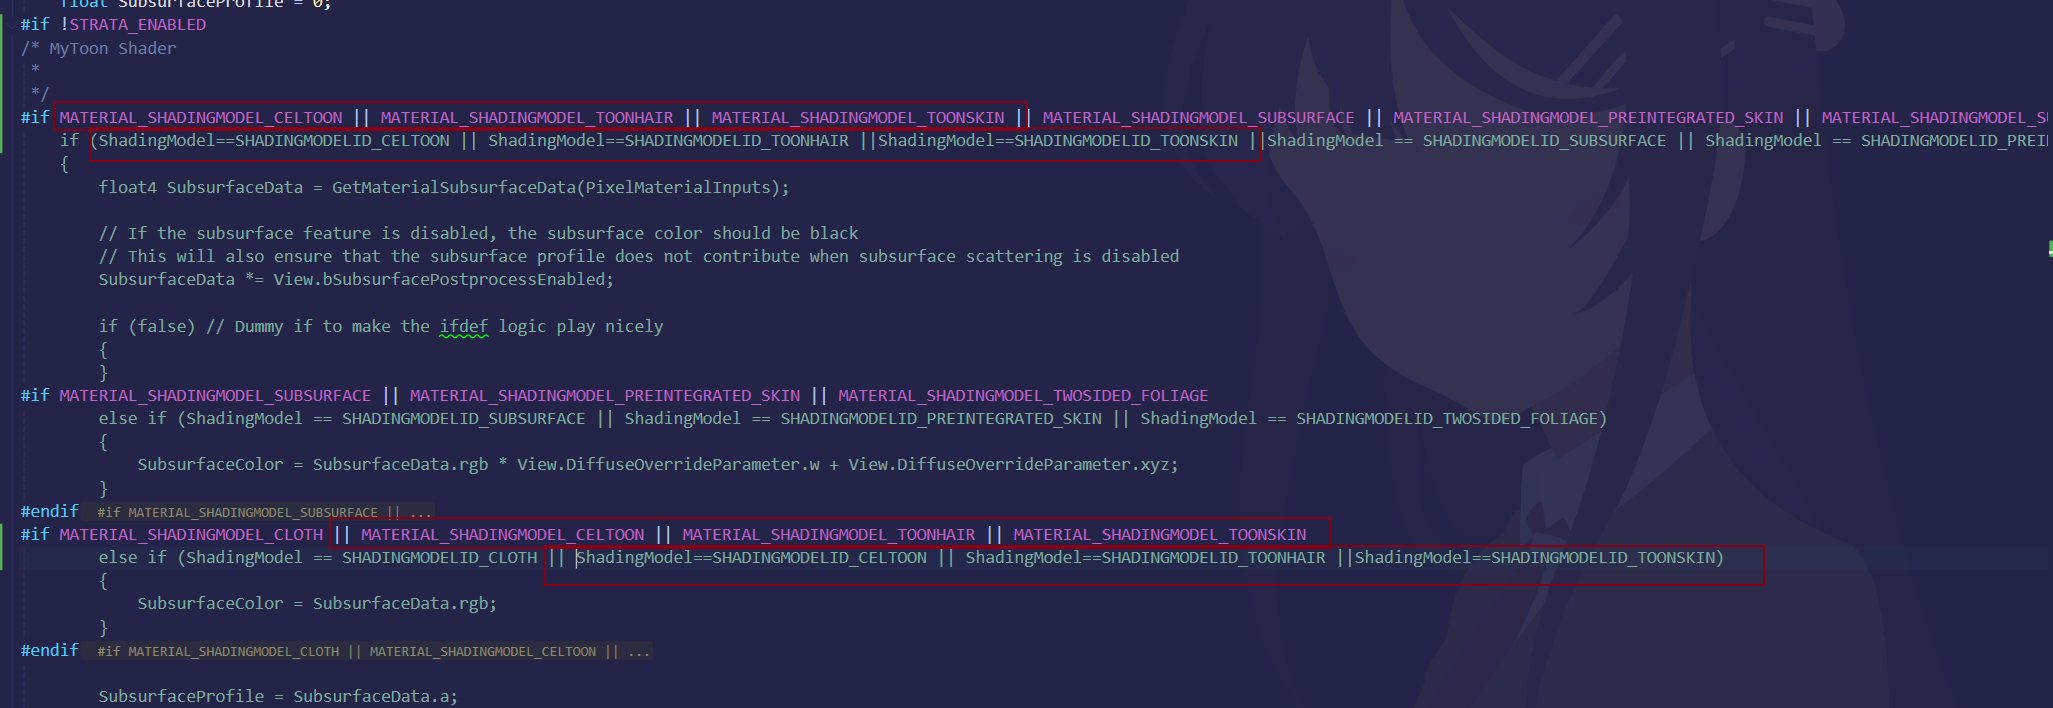 float SubsurfaceProfile = 0;
#if !STRATA_ENABLED
/* MyToon Shader
*
*/
#if MATERIAL_SHADINGMODEL_CELTOON || MATERIAL_SHADINGMODEL_TOONHAIR || MATERIAL_SHADINGMODEL_TOONSKIN || MATERIAL_SHADINGMODEL_SUBSURFACE || MATERIAL_SHADINGMODEL_PREINTEGRATED_SKIN || MATERIAL_SHADINGMODEL_SU
if (ShadingModel==SHADINGMODELID_CELTOON || ShadingModel==SHADINGMODELID_TOONHAIR ||ShadingModel==SHADINGMODELID_TOONSKIN ||ShadingModel == SHADINGMODELID_SUBSURFACE || ShadingModel == SHADINGMODELID_PREI
{
float4 SubsurfaceData = GetMaterialSubsurfaceData(PixelMaterialInputs);
// If the subsurface feature is disabled, the subsurface color should be black
// This will also ensure that the subsurface profile does not contribute when subsurface scattering is disabled
SubsurfaceData *= View.bSubsurfacePostprocessEnabled;
if (false) // Dummy if to make the ifdef logic play nicely
{
}
#if MATERIAL_SHADINGMODEL_SUBSURFACE || MATERIAL_SHADINGMODEL_PREINTEGRATED_SKIN || MATERIAL_SHADINGMODEL_TWOSIDED_FOLIAGE
else if (ShadingModel == SHADINGMODELID_SUBSURFACE || ShadingModel == SHADINGMODELID_PREINTEGRATED_SKIN || ShadingModel == SHADINGMODELID_TWOSIDED_FOLIAGE)
{
SubsurfaceColor = SubsurfaceData.rgb * View.DiffuseOverrideParameter.w + View.DiffuseOverrideParameter.xyz;
}
#endif #if MATERIAL_SHADINGMODEL_SUBSURFACE || ...
#if MATERIAL_SHADINGMODEL_CLOTH || MATERIAL_SHADINGMODEL_CELTOON || MATERIAL_SHADINGMODEL_TOONHAIR || MATERIAL_SHADINGMODEL_TOONSKIN
else if (ShadingModel == SHADINGMODELID_CLOTH || ShadingModel==SHADINGMODELID_CELTOON || ShadingModel==SHADINGMODELID_TOONHAIR ||ShadingModel==SHADINGMODELID_TOONSKIN)
{
SubsurfaceColor = SubsurfaceData.rgb;
}
#endif #if MATERIAL_SHADINGMODEL_CLOTH || MATERIAL_SHADINGMODEL_CELTOON || ...
SubsurfaceProfile = SubsurfaceData.a;